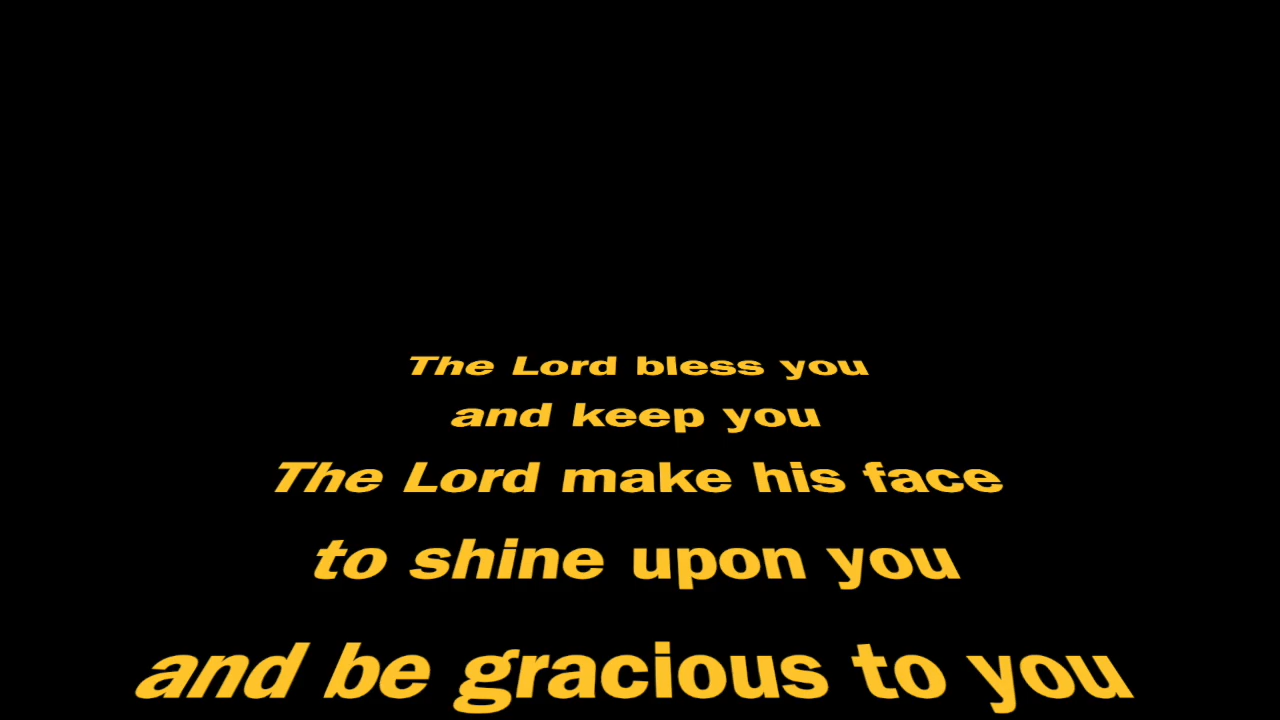 The Lord bless you
and keep you
The Lord make his face
to shine upon you
and be gracious to you